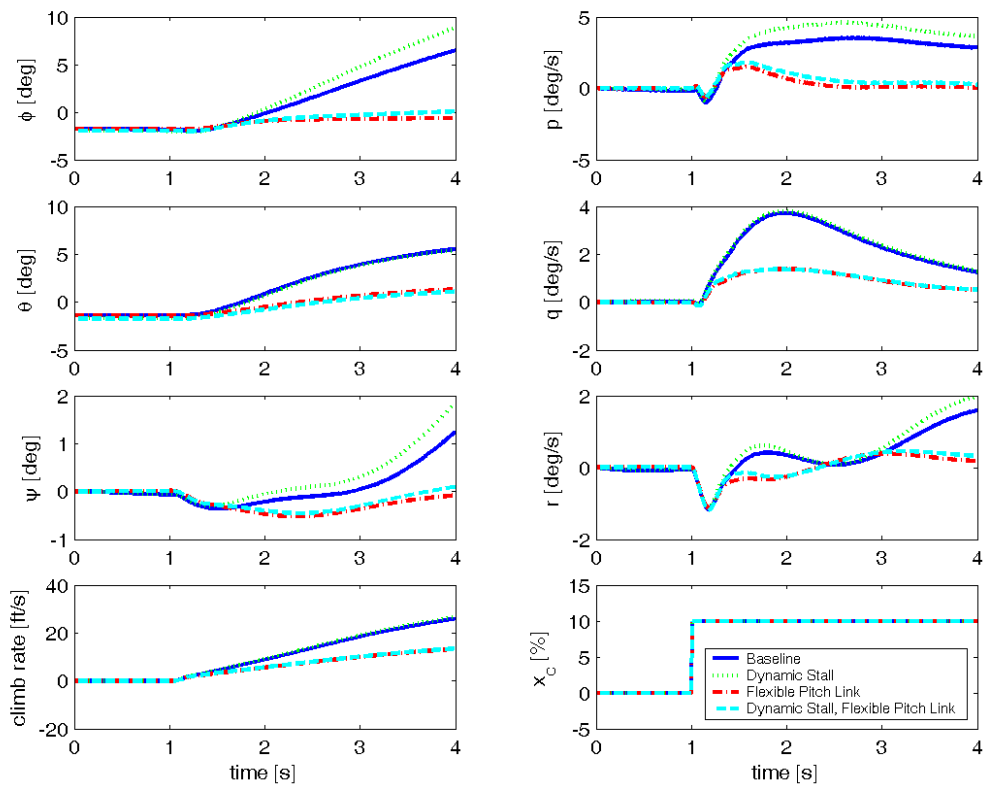 10
5
0
-5
ϕ [deg]
0 1 2 3 4
5
0
-5
p [deg/s]
0 1 2 3 4
10
5
0
-5
θ [deg]
0 1 2 3 4
4
2
0
-2
q [deg/s]
0 1 2 3 4
2
1
0
-1
ψ [deg]
0 1 2 3 4
2
0
-2
r [deg/s]
0 1 2 3 4
40
20
0
-20
climb rate [ft/s]
0 1 2 3 4
time [s]
15
10
5
0
-5
x_C [%]
Baseline
Dynamic Stall
Flexible Pitch Link
Dynamic Stall, Flexible Pitch Link
0 1 2 3 4
time [s]